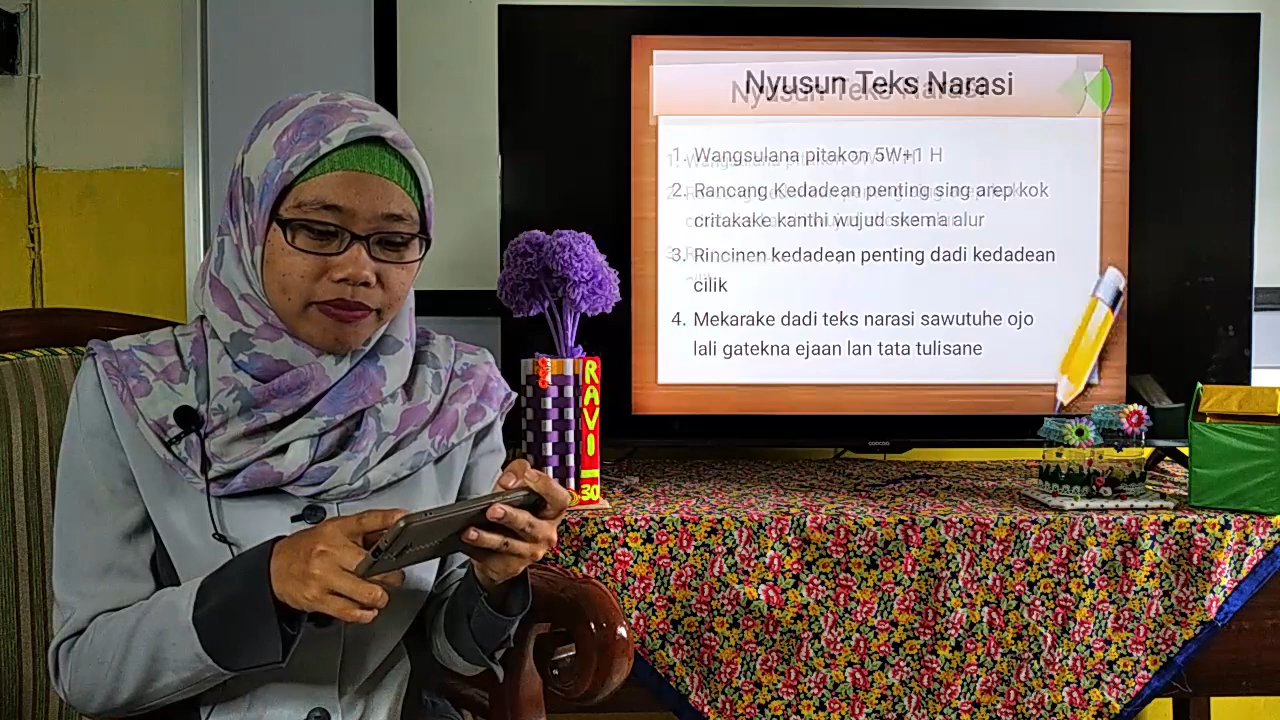 Nyusun Teks Narasi
1. Wangsulana pitakon 5W+1 H
2. Rancang Kedadean penting sing arep kok
critakake kanthi wujud skema alur
3. Rincinen kedadean penting dadi kedadean
cilik
4. Mekarake dadi teks narasi sawutuhe ojo
lali gatekna ejaan lan tata tulisane
RAVI
30
coocaa